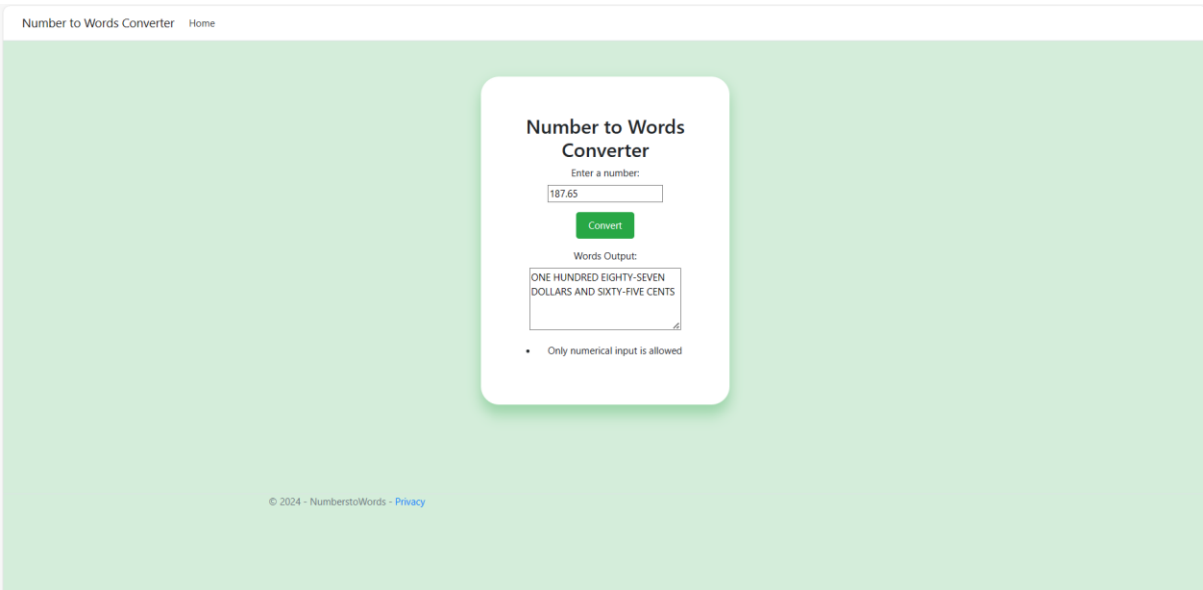 Number to Words Converter Home
Number to Words
Converter
Enter a number:
187.65
Convert
Words Output:
ONE HUNDRED EIGHTY-SEVEN
DOLLARS AND SIXTY-FIVE CENTS
• Only numerical input is allowed
© 2024 - NumberstoWords - Privacy